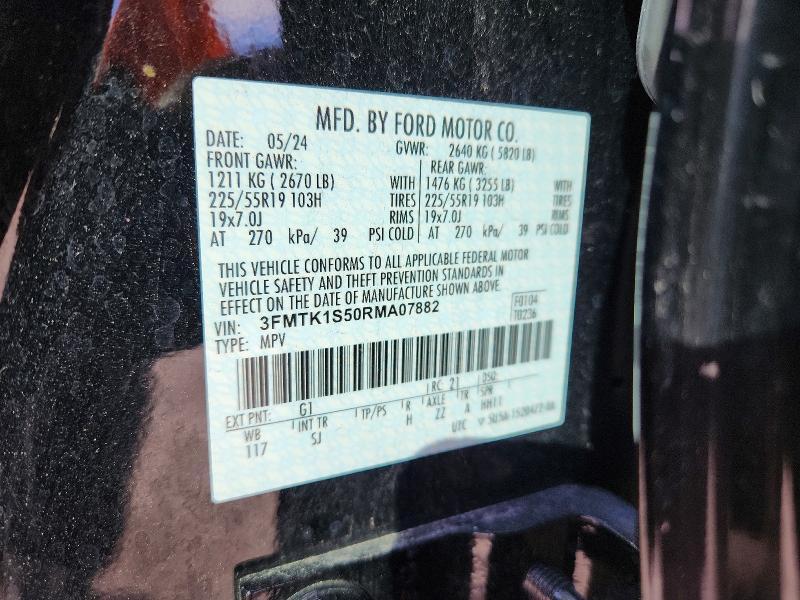 MFD. BY FORD MOTOR CO.
DATE: 05/24 GVWR: 2640 KG ( 5820 LB)
FRONT GAWR: REAR GAWR:
1211 KG ( 2670 LB) WITH 1476 KG ( 3255 LB) WITH
225/55R19 103H TIRES 225/55R19 103H TIRES
19x7.0J RIMS 19x7.0J RIMS
AT 270 kPa/ 39 PSI COLD AT 270 kPa/ 39 PSI COLD
THIS VEHICLE CONFORMS TO ALL APPLICABLE FEDERAL MOTOR
VEHICLE SAFETY AND THEFT PREVENTION STANDARDS IN
EFFECT ON THE DATE OF MANUFACTURE SHOWN ABOVE.
VIN: 3FMTK1S50RMA07882 F0104
TYPE: MPV T0236
RC: 21 DSO:
EXT PNT: G1
WB INT TR TP/PS R AXLE TR SPR
117 SJ H ZZ A HH11
UTC